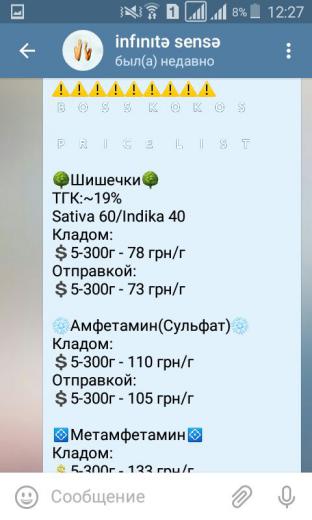 8% 12:27
infınıtə sensə
был(а) недавно
B O S S K O K O S
P R I C E L I S T
Шишечки
ТГК:~19%
Sativa 60/Indika 40
Кладом:
$5-300г - 78 грн/г
Отправкой:
$5-300г - 73 грн/г
Амфетамин(Сульфат)
Кладом:
$5-300г - 110 грн/г
Отправкой:
$5-300г - 105 грн/г
Метамфетамин
Кладом:
$5-300г - 133 грн/г
Сообщение